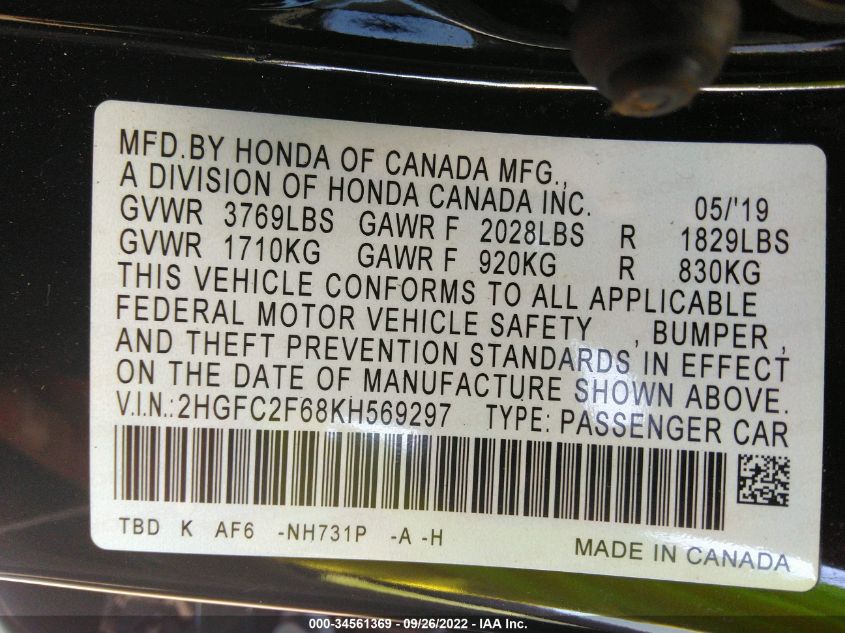 MFD.BY HONDA OF CANADA MFG.,
A DIVISION OF HONDA CANADA INC. 05/'19
GVWR 3769LBS GAWR F 2028LBS R 1829LBS
GVWR 1710KG GAWR F 920KG R 830KG
THIS VEHICLE CONFORMS TO ALL APPLICABLE
FEDERAL MOTOR VEHICLE SAFETY , BUMPER ,
AND THEFT PREVENTION STANDARDS IN EFFECT
ON THE DATE OF MANUFACTURE SHOWN ABOVE.
V.I.N.:2HGFC2F68KH569297 TYPE: PASSENGER CAR
TBD K AF6 -NH731P -A -H
MADE IN CANADA
000-34561369 - 09/26/2022 - IAA Inc.